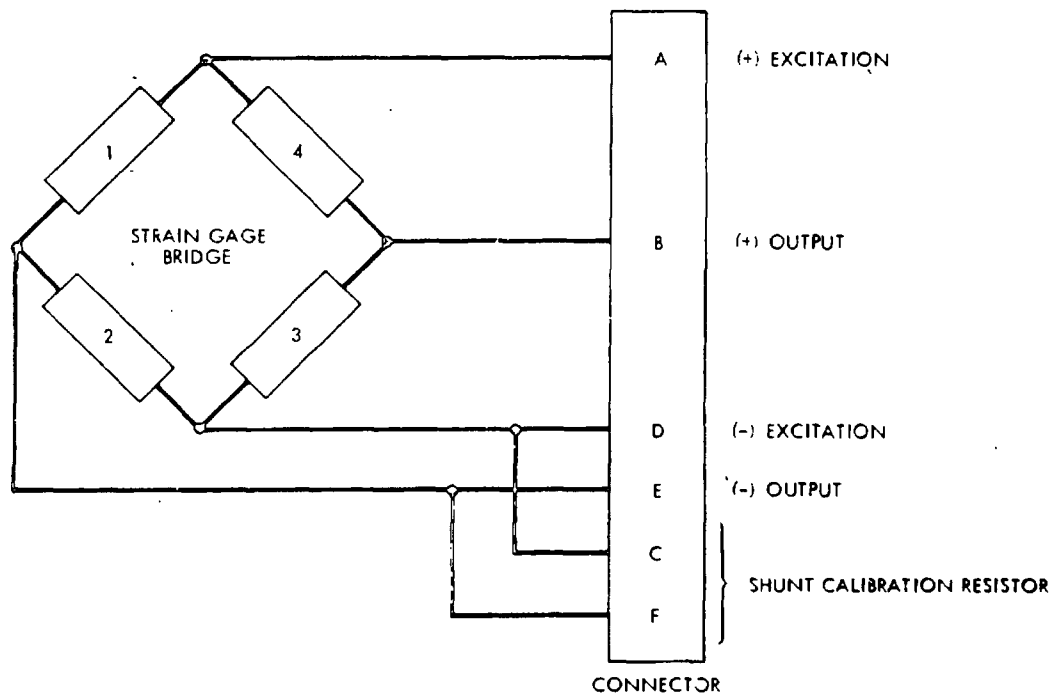 A (+) EXCITATION
1
4
STRAIN GAGE
BRIDGE
B (+) OUTPUT
2
3
D (-) EXCITATION
E (-) OUTPUT
C
SHUNT CALIBRATION RESISTOR
F
CONNECTOR